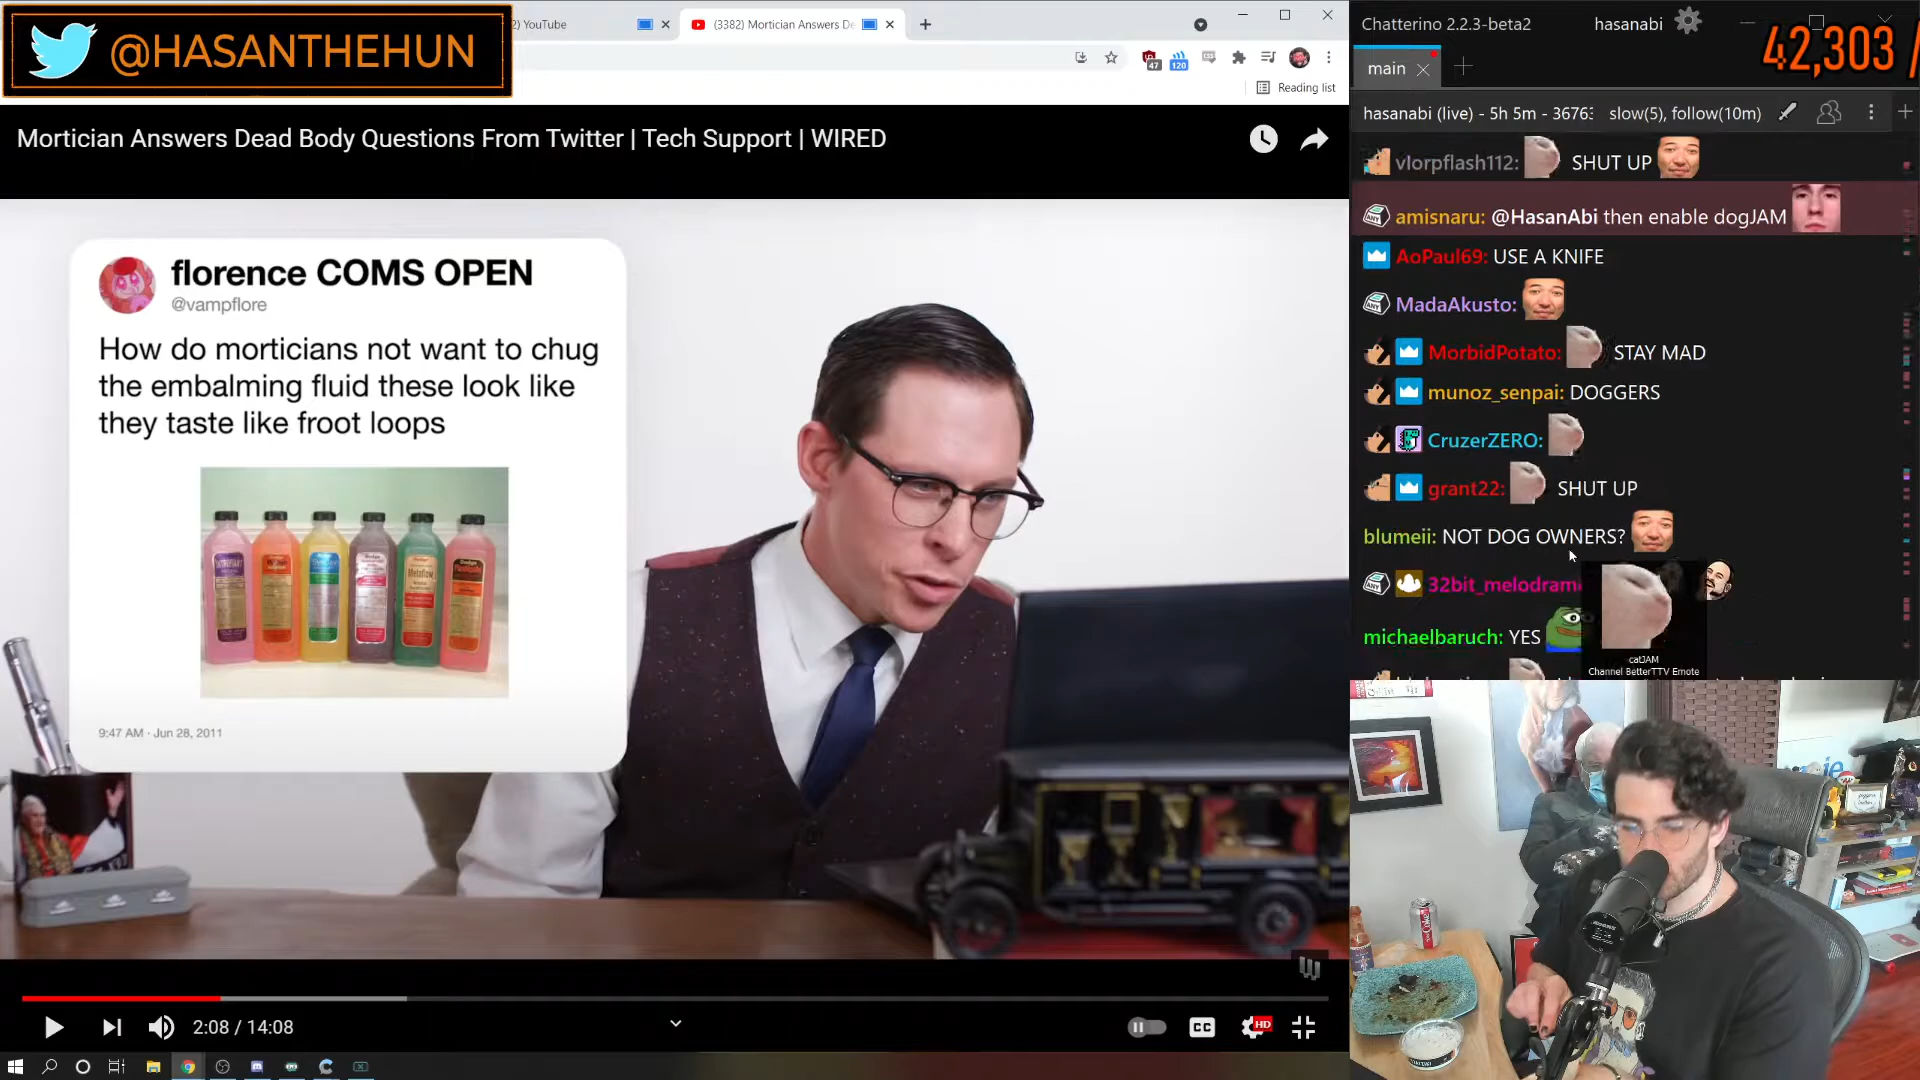 @HASANTHEHUN
YouTube
(3382) Mortician Answers De
47
120
Reading list
Mortician Answers Dead Body Questions From Twitter | Tech Support | WIRED
florence COMS OPEN
@vampflore
How do morticians not want to chug
the embalming fluid these look like
they taste like froot loops
Metaflow
9:47 AM · Jun 28, 2011
2:08 / 14:08
CC
HD
Chatterino 2.2.3-beta2
hasanabi
42,303 /
main
hasanabi (live) - 5h 5m - 3676
slow(5), follow(10m)
vlorpflash112: SHUT UP
amisnaru: @HasanAbi then enable dogJAM
AoPaul69: USE A KNIFE
MadaAkusto:
MorbidPotato: STAY MAD
munoz_senpai: DOGGERS
CruzerZERO:
grant22: SHUT UP
blumeii: NOT DOG OWNERS?
32bit_melodram
michaelbaruch: YES
catJAM
Channel BetterTTV Emote